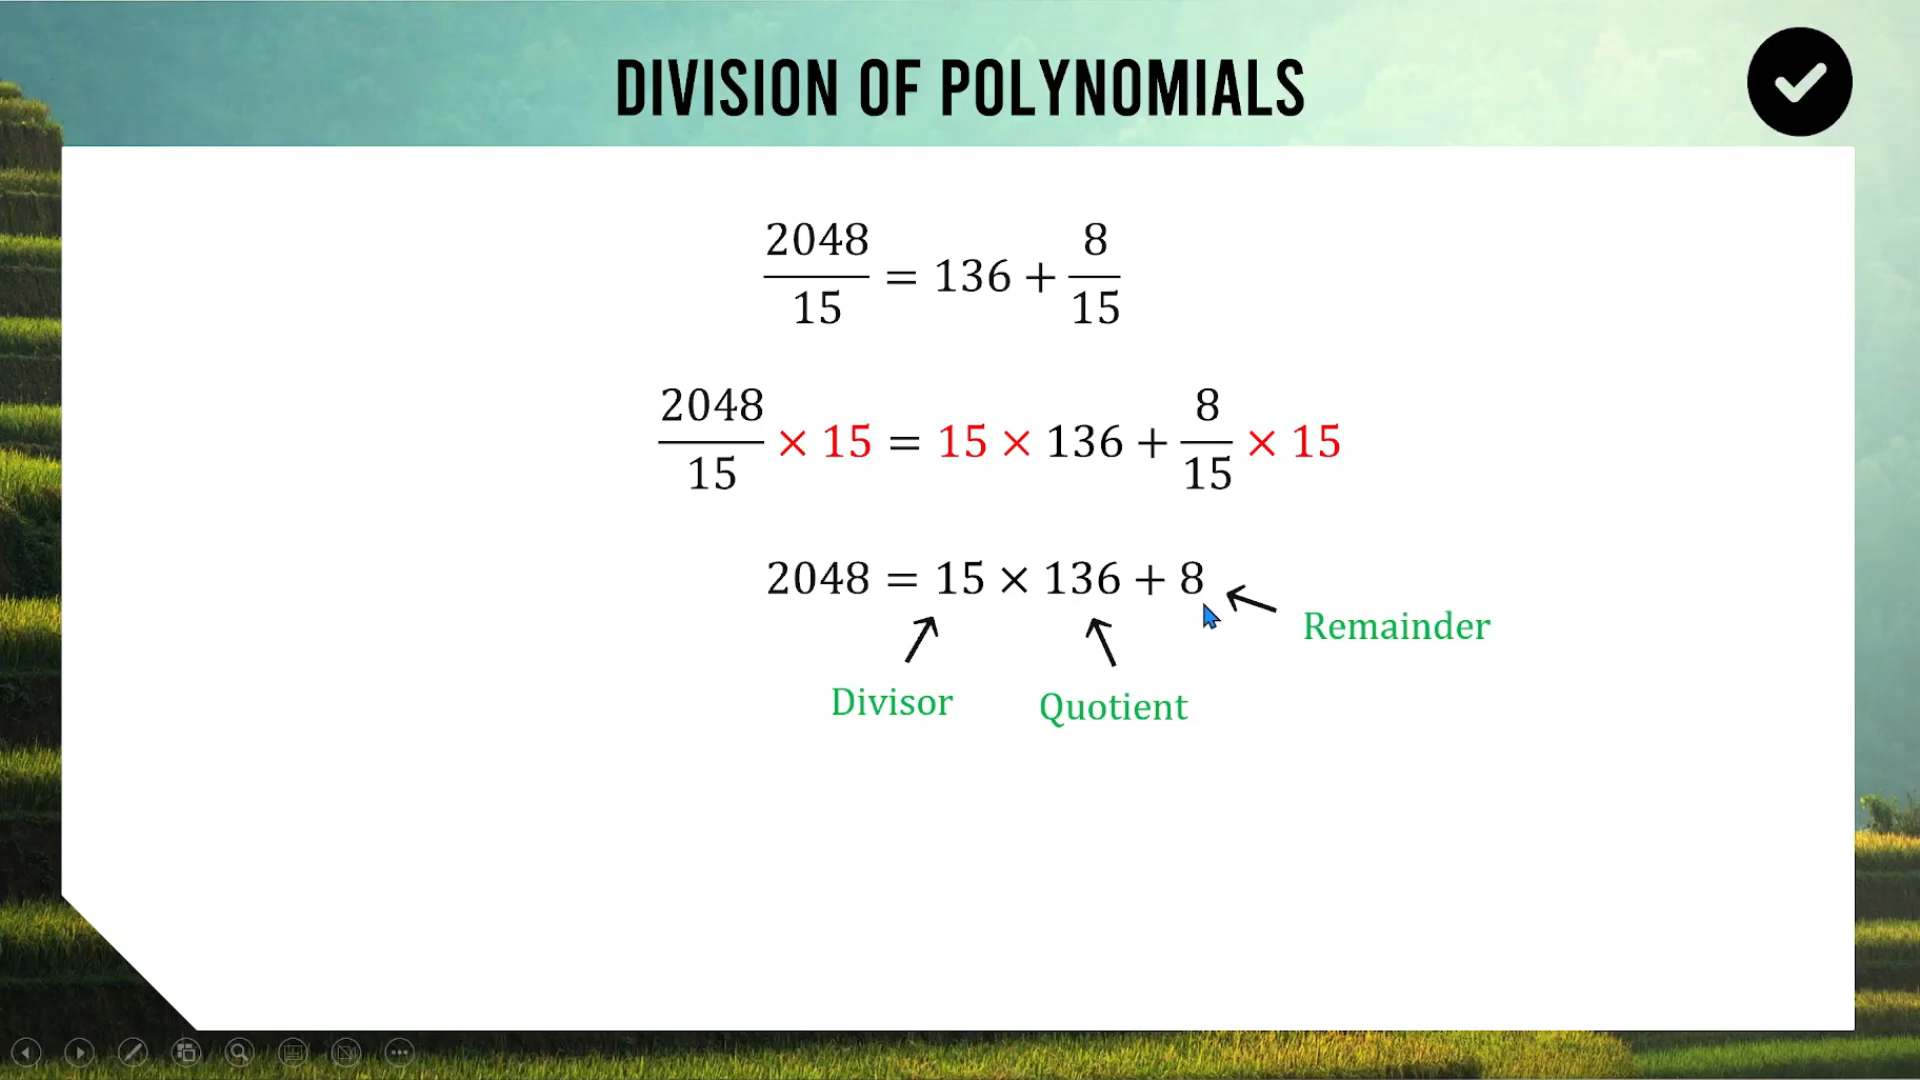 DIVISION OF POLYNOMIALS
2048/15 = 136 + 8/15
2048/15 × 15 = 15 × 136 + 8/15 × 15
2048 = 15 × 136 + 8
Remainder
Divisor Quotient